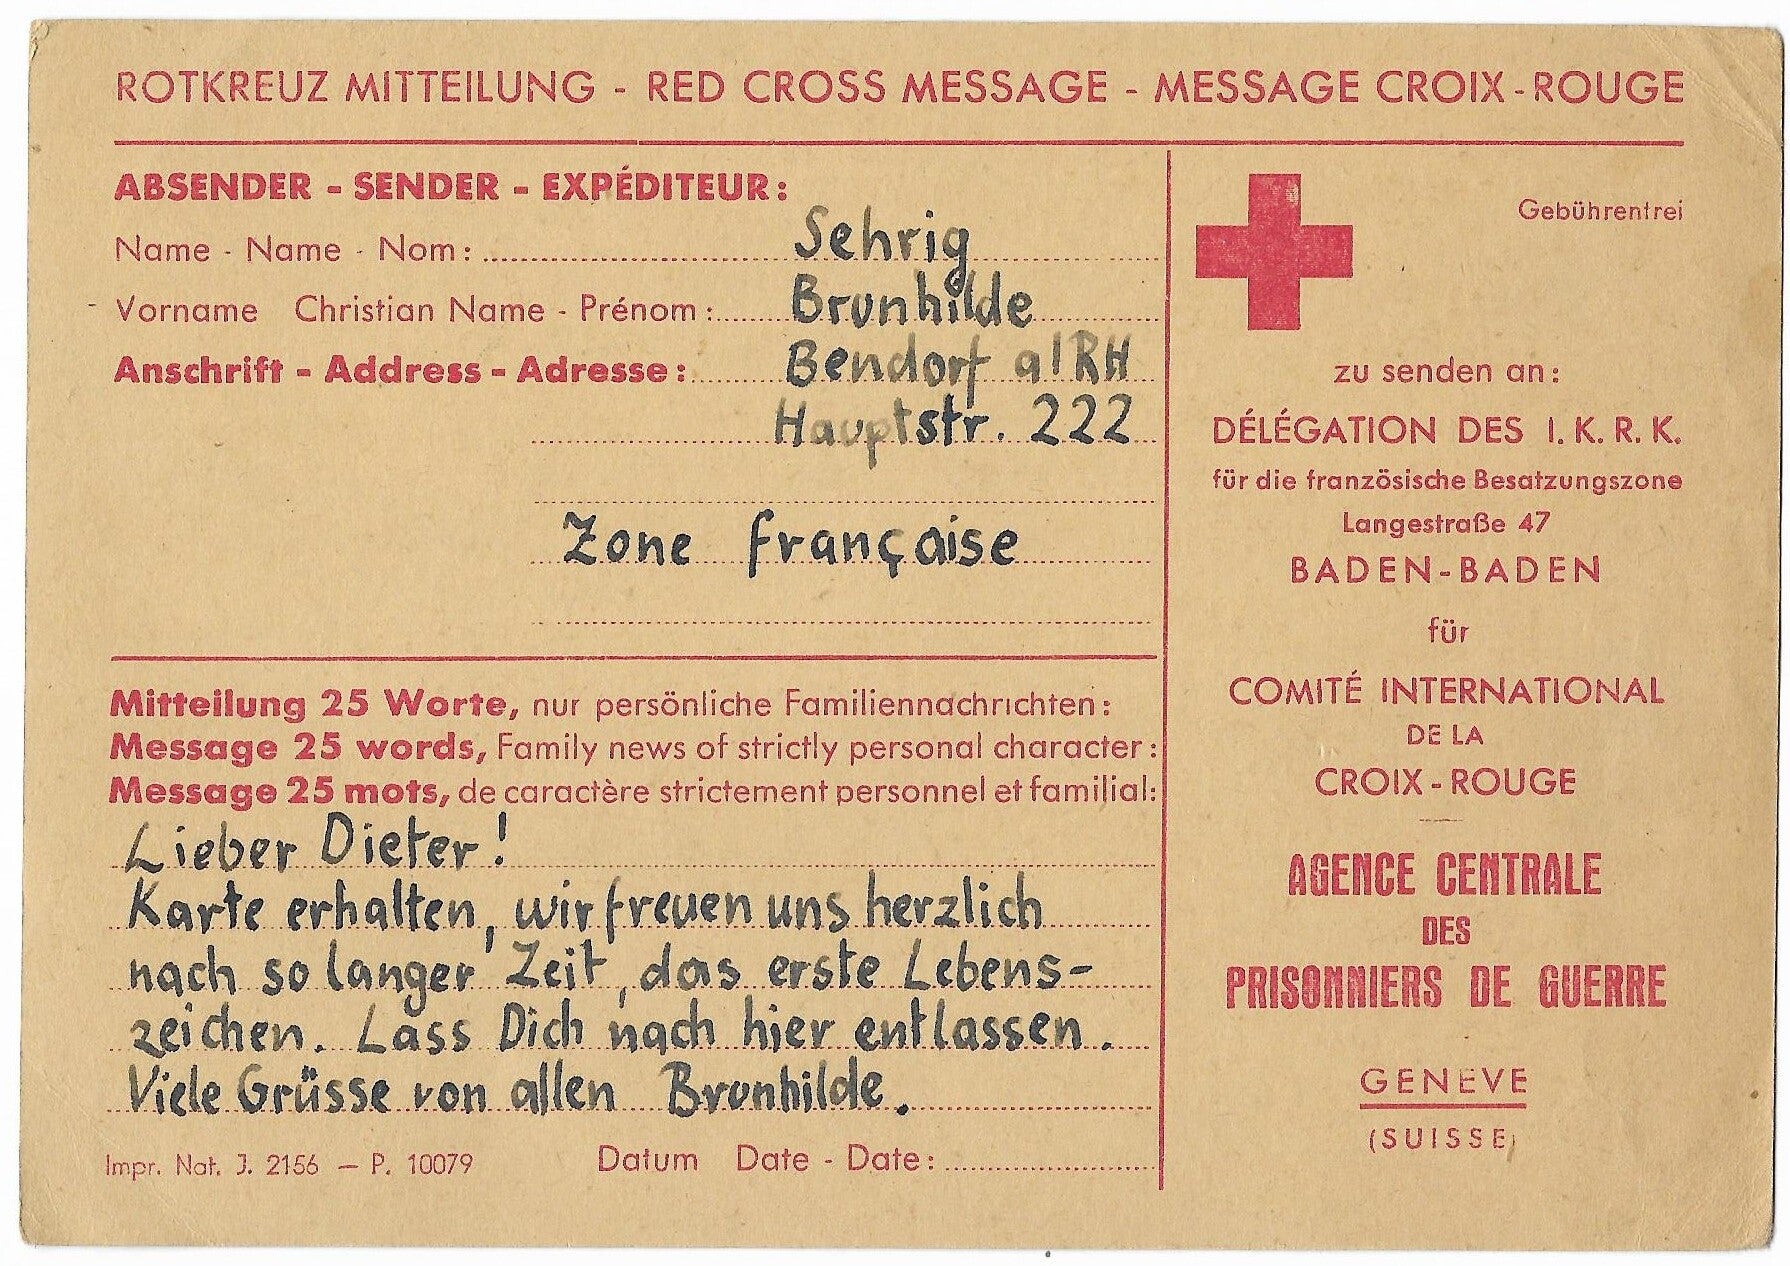 ROTKREUZ MITTEILUNG - RED CROSS MESSAGE - MESSAGE CROIX-ROUGE
ABSENDER - SENDER - EXPÉDITEUR:
Name - Name - Nom: Sehrig
Vorname Christian Name - Prénom: Brunhilde
Anschrift - Address - Adresse: Bendorf a/RH
Hauptstr. 222
Zone française
Mitteilung 25 Worte, nur persönliche Familiennachrichten:
Message 25 words, Family news of strictly personal character:
Message 25 mots, de caractère strictement personnel et familial:
Lieber Dieter!
Karte erhalten, wir freuen uns herzlich
nach so langer Zeit, das erste Lebens-
zeichen. Lass Dich nach hier entlassen.
Viele Grüsse von allen Brunhilde.
Impr. Nat. J. 2156 — P. 10079 Datum Date - Date:
Gebührenfrei
zu senden an:
DÉLÉGATION DES I. K. R. K.
für die französische Besatzungszone
Langestraße 47
BADEN-BADEN
für
COMITÉ INTERNATIONAL
DE LA
CROIX-ROUGE
AGENCE CENTRALE
DES
PRISONNIERS DE GUERRE
GENEVE
(SUISSE)